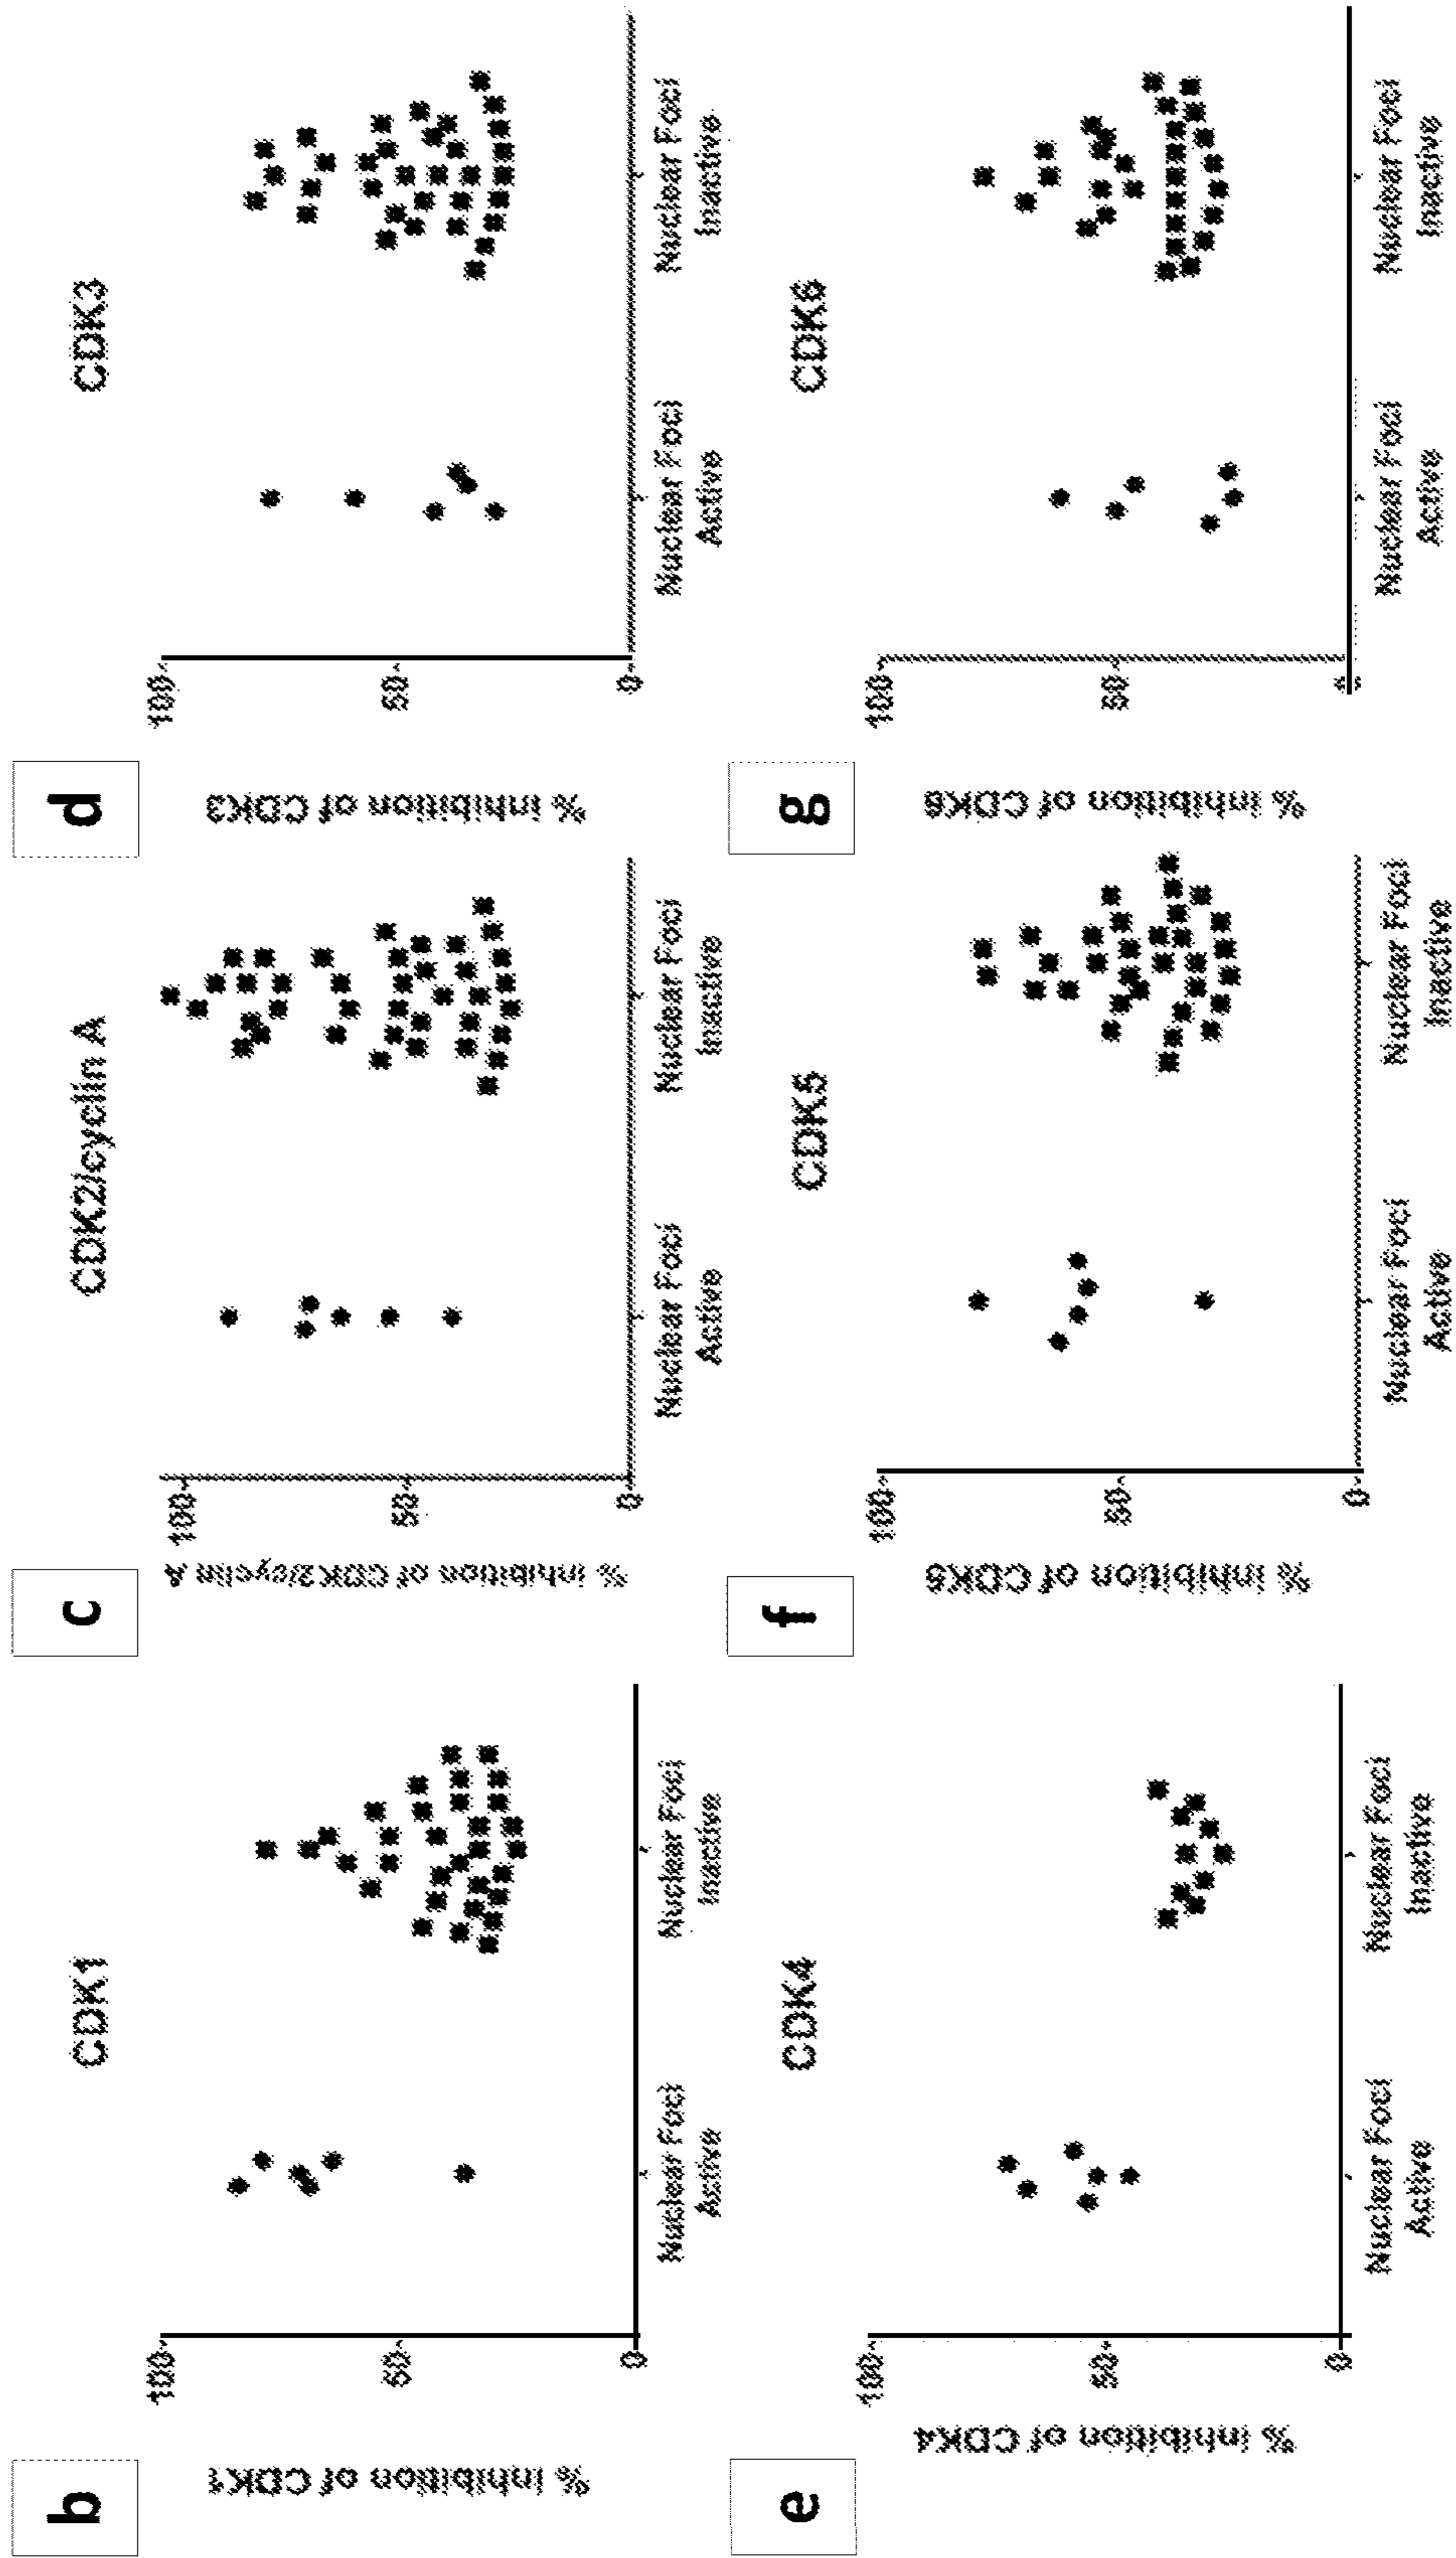 b
CDK1
% inhibition of CDK1
100
50
0
Nuclear Foci
Active
Nuclear Foci
Inactive
c
CDK2/cyclin A
% inhibition of CDK2/cyclin A
100
50
0
Nuclear Foci
Active
Nuclear Foci
Inactive
d
CDK3
% inhibition of CDK3
100
50
0
Nuclear Foci
Active
Nuclear Foci
Inactive
e
CDK4
% inhibition of CDK4
100
50
0
Nuclear Foci
Active
Nuclear Foci
Inactive
f
CDK5
% inhibition of CDK5
100
50
0
Nuclear Foci
Active
Nuclear Foci
Inactive
g
CDK6
% inhibition of CDK6
100
50
0
Nuclear Foci
Active
Nuclear Foci
Inactive